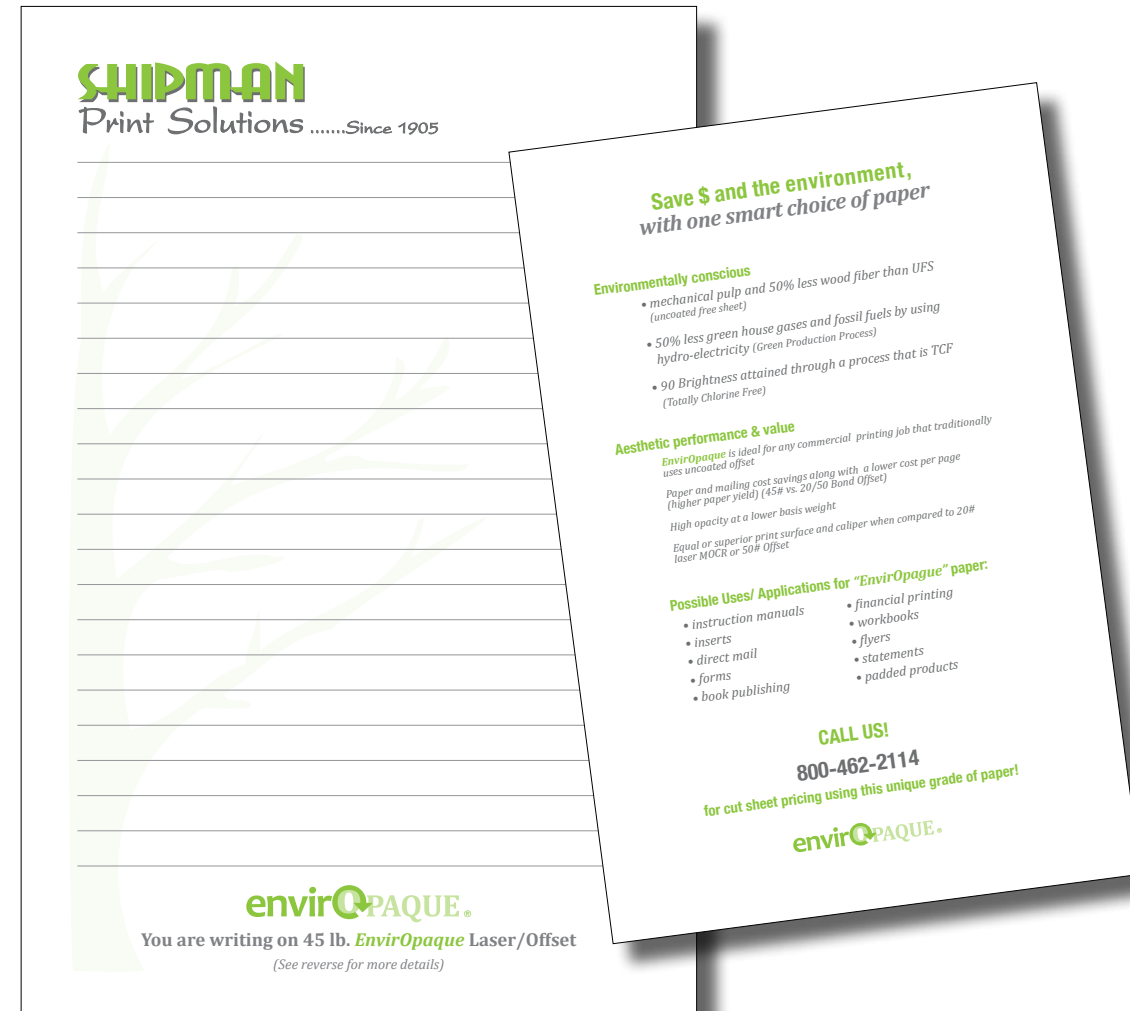 SHIPMAN
Print Solutions .......Since 1905
envirOPAQUE®
You are writing on 45 lb. EnvirOpaque Laser/Offset
(See reverse for more details)
Save $ and the environment,
with one smart choice of paper
Environmentally conscious
• mechanical pulp and 50% less wood fiber than UFS
(uncoated free sheet)
• 50% less green house gases and fossil fuels by using
hydro-electricity (Green Production Process)
• 90 Brightness attained through a process that is TCF
(Totally Chlorine Free)
Aesthetic performance & value
EnvirOpaque is ideal for any commercial printing job that traditionally
uses uncoated offset
Paper and mailing cost savings along with a lower cost per page
(higher paper yield) (45# vs. 20/50 Bond Offset)
High opacity at a lower basis weight
Equal or superior print surface and caliper when compared to 20#
laser MOCR or 50# Offset
Possible Uses/ Applications for “EnvirOpague” paper:
• instruction manuals
• inserts
• direct mail
• forms
• book publishing
• financial printing
• workbooks
• flyers
• statements
• padded products
CALL US!
800-462-2114
for cut sheet pricing using this unique grade of paper!
envirOPAQUE®